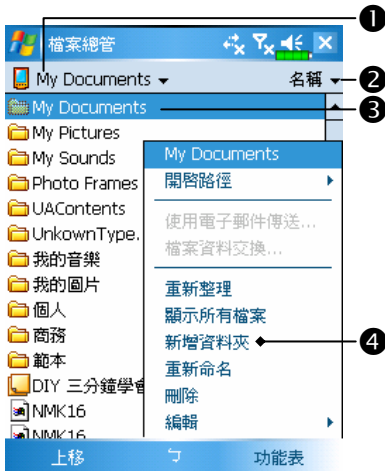 檔案總管
❶
My Documents
名稱
❷
My Documents
❸
My Pictures
My Sounds
Photo Frames
UAContents
UnkownType.
我的音樂
我的圖片
個人
商務
範本
DIY 三分鐘學會
NMK16
NMK16
My Documents
開啟路徑
使用電子郵件傳送...
檔案資料交換...
重新整理
顯示所有檔案
新增資料夾
❹
重新命名
刪除
編輯
上移
ㄅ
功能表